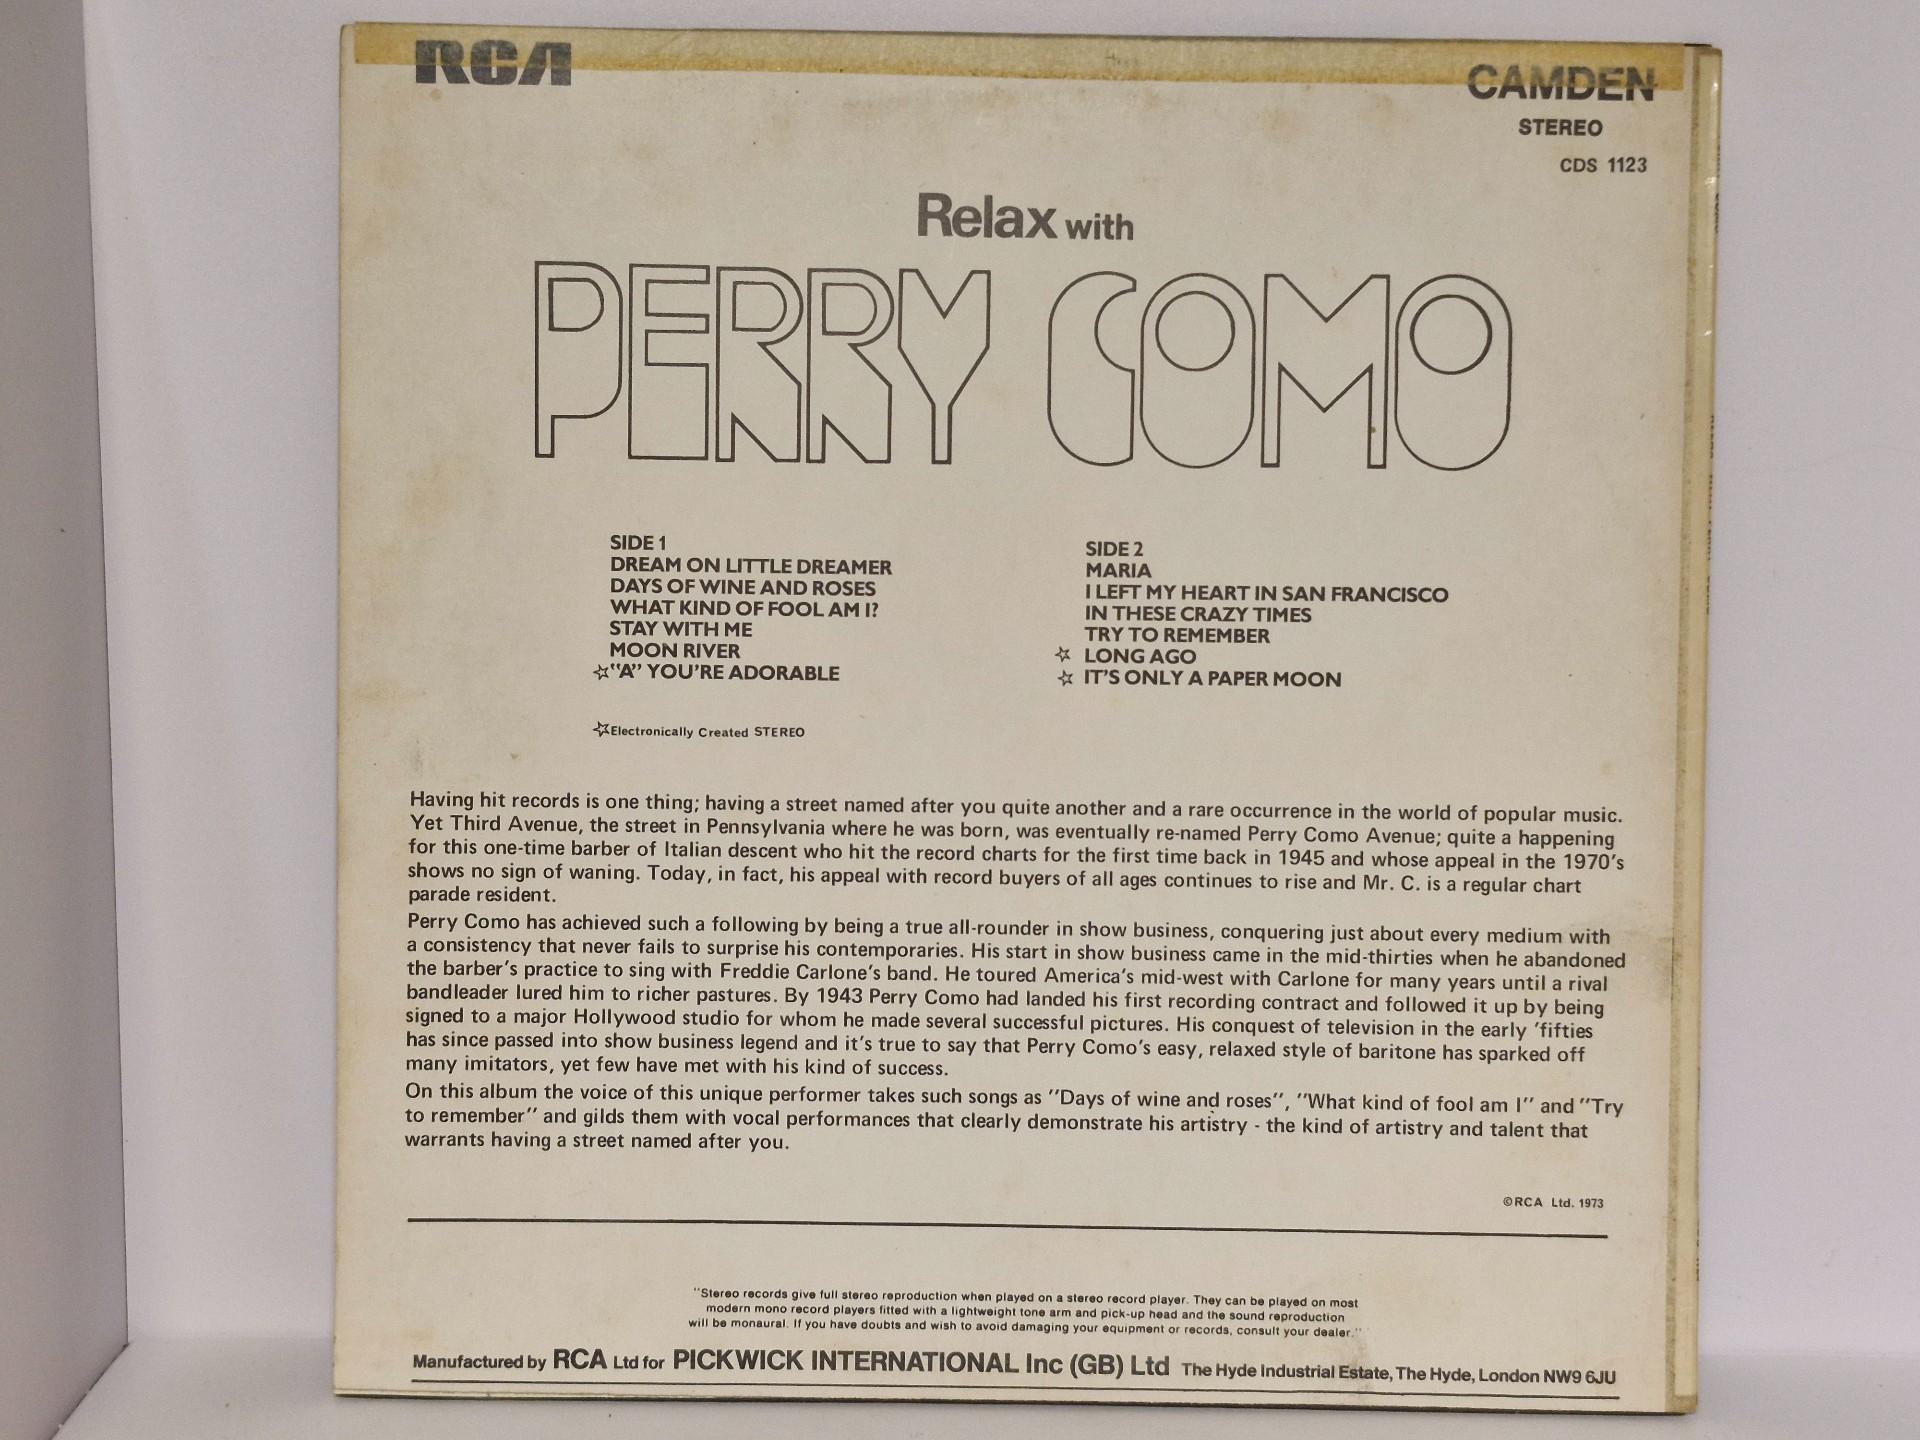 RCA
CAMDEN
STEREO
CDS 1123
Relax with
PERRY COMO
SIDE 1
DREAM ON LITTLE DREAMER
DAYS OF WINE AND ROSES
WHAT KIND OF FOOL AM I?
STAY WITH ME
MOON RIVER
☆"A" YOU'RE ADORABLE
☆Electronically Created STEREO
SIDE 2
MARIA
I LEFT MY HEART IN SAN FRANCISCO
IN THESE CRAZY TIMES
TRY TO REMEMBER
☆ LONG AGO
☆ IT'S ONLY A PAPER MOON
Having hit records is one thing; having a street named after you quite another and a rare occurrence in the world of popular music.
Yet Third Avenue, the street in Pennsylvania where he was born, was eventually re-named Perry Como Avenue; quite a happening
for this one-time barber of Italian descent who hit the record charts for the first time back in 1945 and whose appeal in the 1970's
shows no sign of waning. Today, in fact, his appeal with record buyers of all ages continues to rise and Mr. C. is a regular chart
parade resident.
Perry Como has achieved such a following by being a true all-rounder in show business, conquering just about every medium with
a consistency that never fails to surprise his contemporaries. His start in show business came in the mid-thirties when he abandoned
the barber's practice to sing with Freddie Carlone's band. He toured America's mid-west with Carlone for many years until a rival
bandleader lured him to richer pastures. By 1943 Perry Como had landed his first recording contract and followed it up by being
signed to a major Hollywood studio for whom he made several successful pictures. His conquest of television in the early 'fifties
has since passed into show business legend and it's true to say that Perry Como's easy, relaxed style of baritone has sparked off
many imitators, yet few have met with his kind of success.
On this album the voice of this unique performer takes such songs as "Days of wine and roses", "What kind of fool am I" and "Try
to remember" and gilds them with vocal performances that clearly demonstrate his artistry - the kind of artistry and talent that
warrants having a street named after you.
©RCA Ltd. 1973
"Stereo records give full stereo reproduction when played on a stereo record player. They can be played on most
modern mono record players fitted with a lightweight tone arm and pick-up head and the sound reproduction
will be monaural. If you have doubts and wish to avoid damaging your equipment or records, consult your dealer."
Manufactured by RCA Ltd for PICKWICK INTERNATIONAL Inc (GB) Ltd The Hyde Industrial Estate, The Hyde, London NW9 6JU